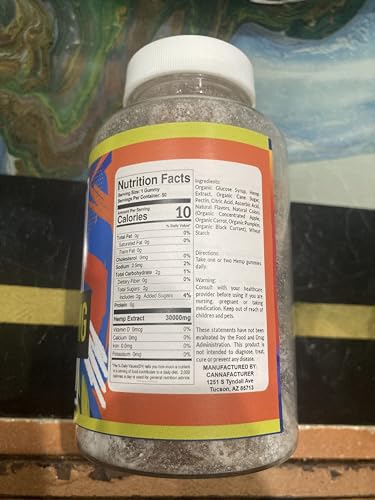 Nutrition Facts
Serving Size: 1 Gummy
Servings Per Container: 50
Amount Per Serving
Calories 10
% Daily Value*
Total Fat 0g 0%
Saturated Fat 0g 0%
Trans Fat 0g
Cholesterol 0mg 0%
Sodium 0.5mg 2%
Total Carbohydrate 2g 1%
Dietary Fiber 0g 0%
Total Sugars 2g
Includes 2g Added Sugars 4%
Protein 0g
Hemp Extract 30000mg
Vitamin D 0mcg 0%
Calcium 0mg 0%
Iron 0.0mg 0%
Potassium 0mg 0%
Ingredients:
Organic Glucose Syrup, Hemp
Extract, Organic Cane Sugar,
Pectin, Citric Acid, Ascorbic Acid,
Natural Flavors, Natural Colors
(Organic Concentrated Apple,
Organic Carrot, Organic Pumpkin,
Organic Black Currant), Wheat
Starch
Directions:
Take one or two Hemp gummies
daily.
Warning:
Consult with your healthcare
provider before using if you are
nursing, pregnant or taking
medication. Keep out of reach of
children and pets.
These statements have not been
evaluated by the Food and Drug
Administration. This product is
not intended to diagnose, treat,
cure or prevent any disease.
MANUFACTURED BY:
CANNAFACTURER
1251 S Tyndall Ave
Tucson, AZ 85713